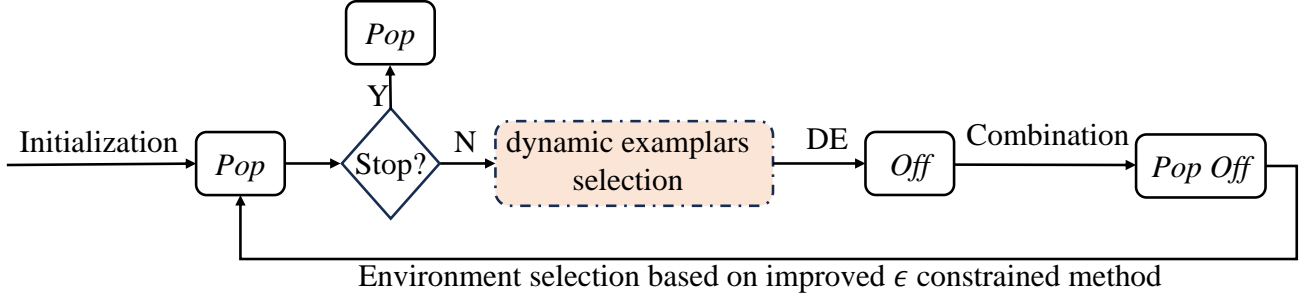 Pop
Y
Initialization
Pop
Stop?
N
dynamic examplars
selection
DE
Off
Combination
Pop Off
Environment selection based on improved ϵ constrained method